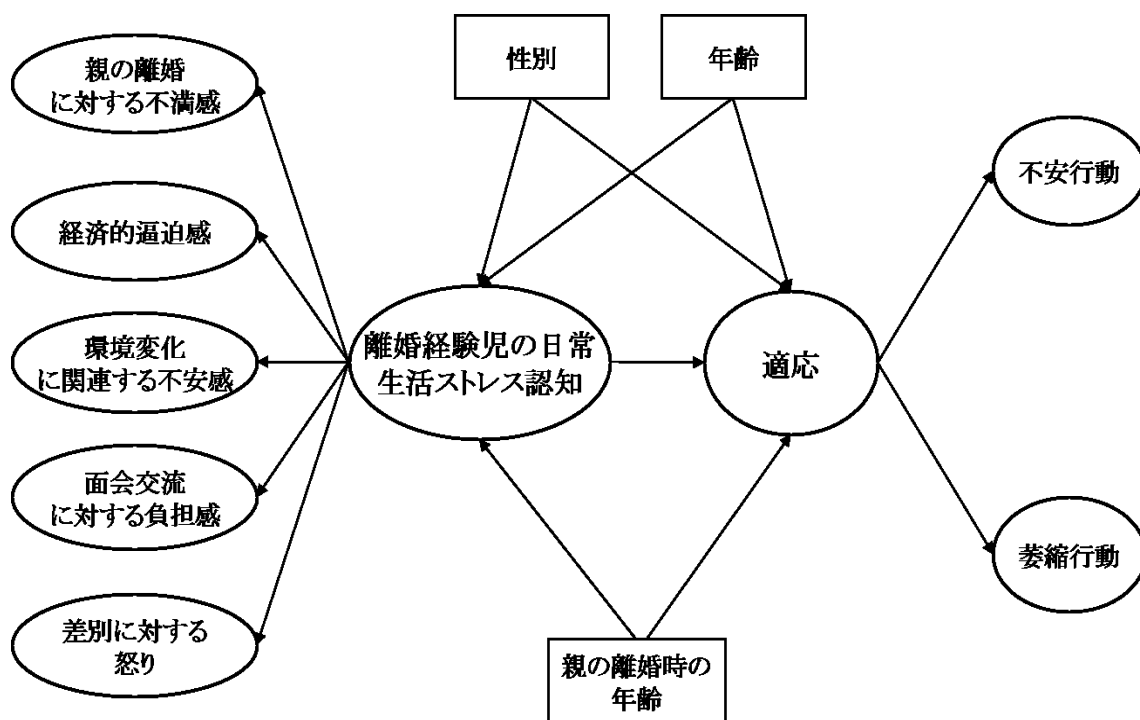 親の離婚
に対する不満感
経済的逼迫感
環境変化
に関連する不安感
面会交流
に対する負担感
差別に対する
怒り
性別
年齢
離婚経験児の日常
生活ストレス認知
適応
親の離婚時の
年齢
不安行動
萎縮行動